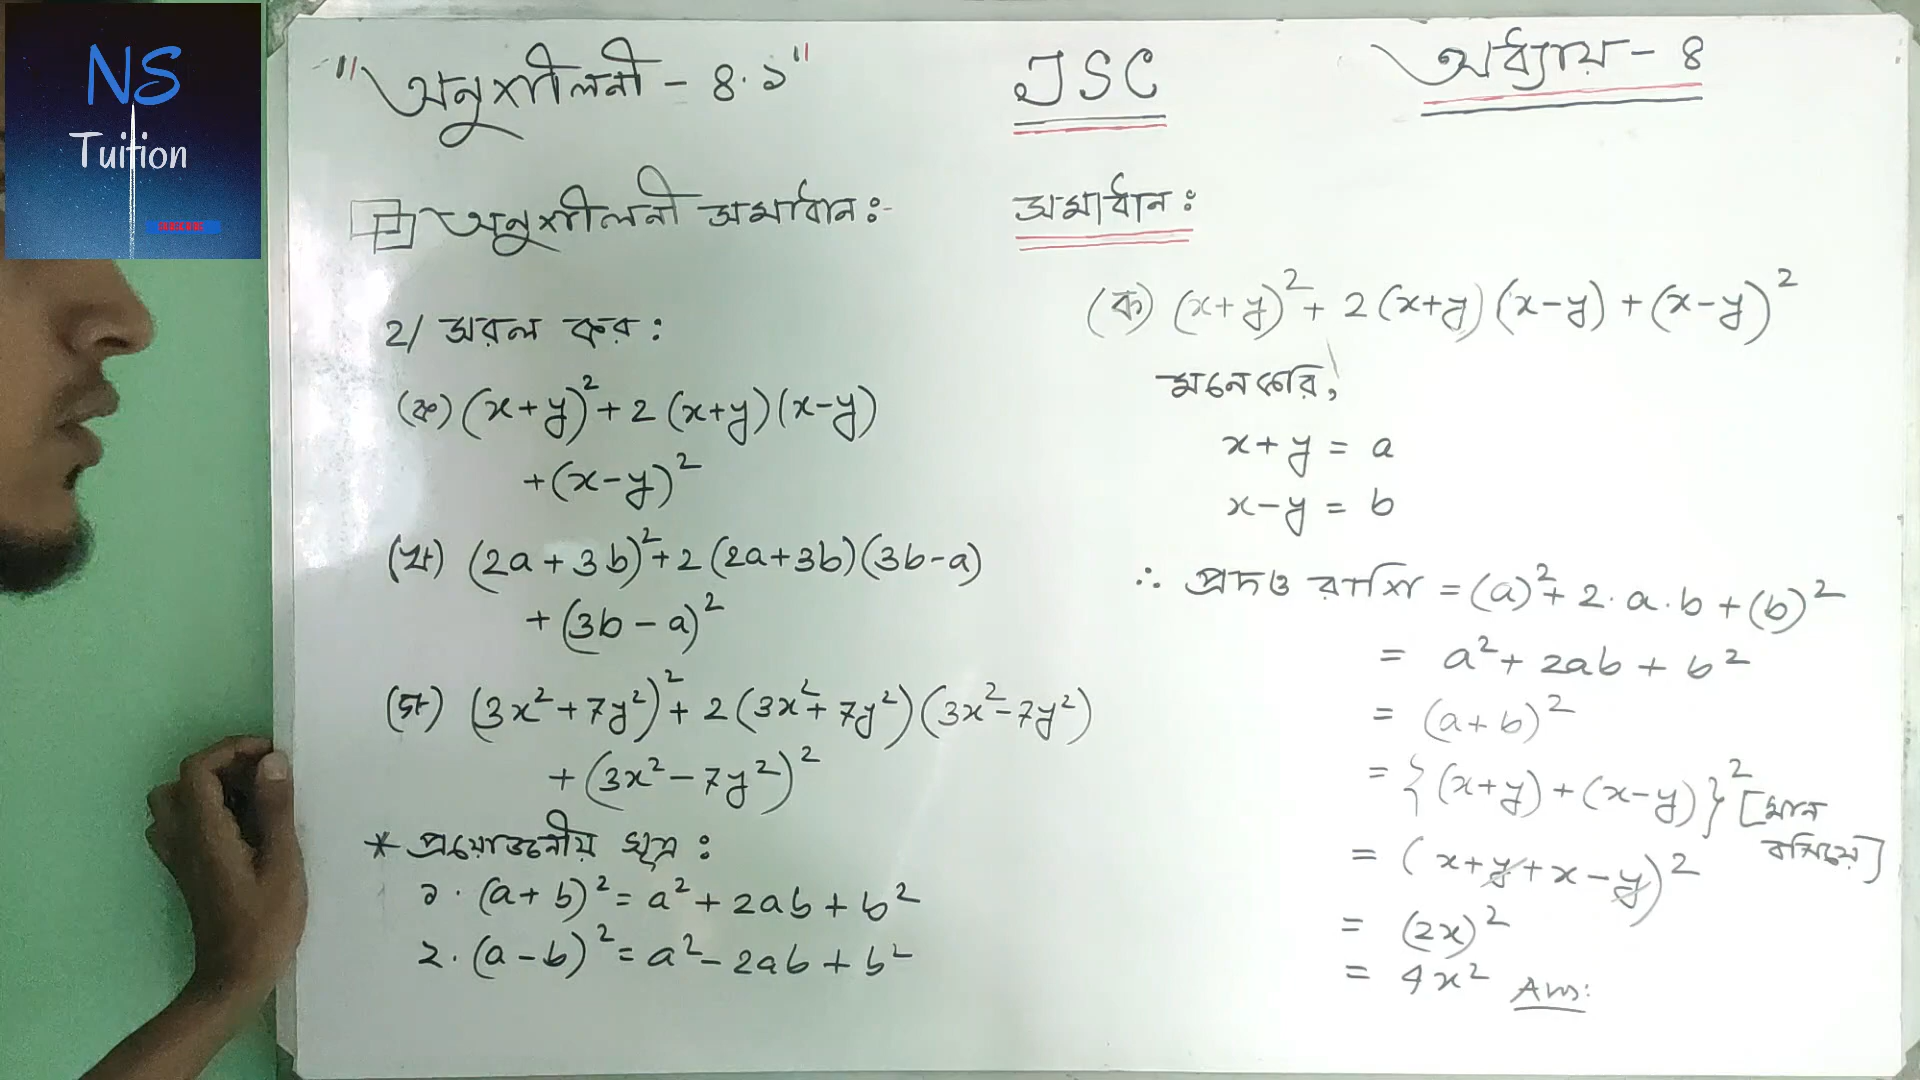 NS
Tuition
"অনুশীলনী - ৪.১"
JSC
অধ্যায় - ৪
অনুশীলনী সমাধান:-
2/ সরল কর:
(ক) (x+y)² + 2(x+y)(x-y)
+(x-y)²
(খ) (2a+3b)² + 2(2a+3b)(3b-a)
+ (3b-a)²
(গ) (3x²+7y²)² + 2(3x²+7y²)(3x²-7y²)
+ (3x²-7y²)²
* প্রয়োজনীয় সূত্র:
১. (a+b)² = a² + 2ab + b²
২. (a-b)² = a² - 2ab + b²
সমাধান:
(ক) (x+y)² + 2(x+y)(x-y) + (x-y)²
মনেকরি,
x+y = a
x-y = b
∴ প্রদত্ত রাশি = (a)² + 2.a.b + (b)²
= a² + 2ab + b²
= (a+b)²
= {(x+y)+(x-y)}² [মান
বসিয়ে]
= (x+y+x-y)²
= (2x)²
= 4x² Ans: